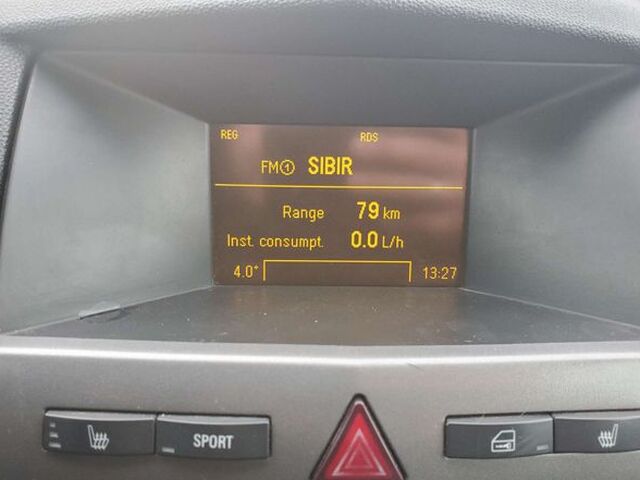 REG RDS
FM① SIBIR
Range 79 km
Inst. consumpt. 0.0 L/h
4.0° 13:27
SPORT